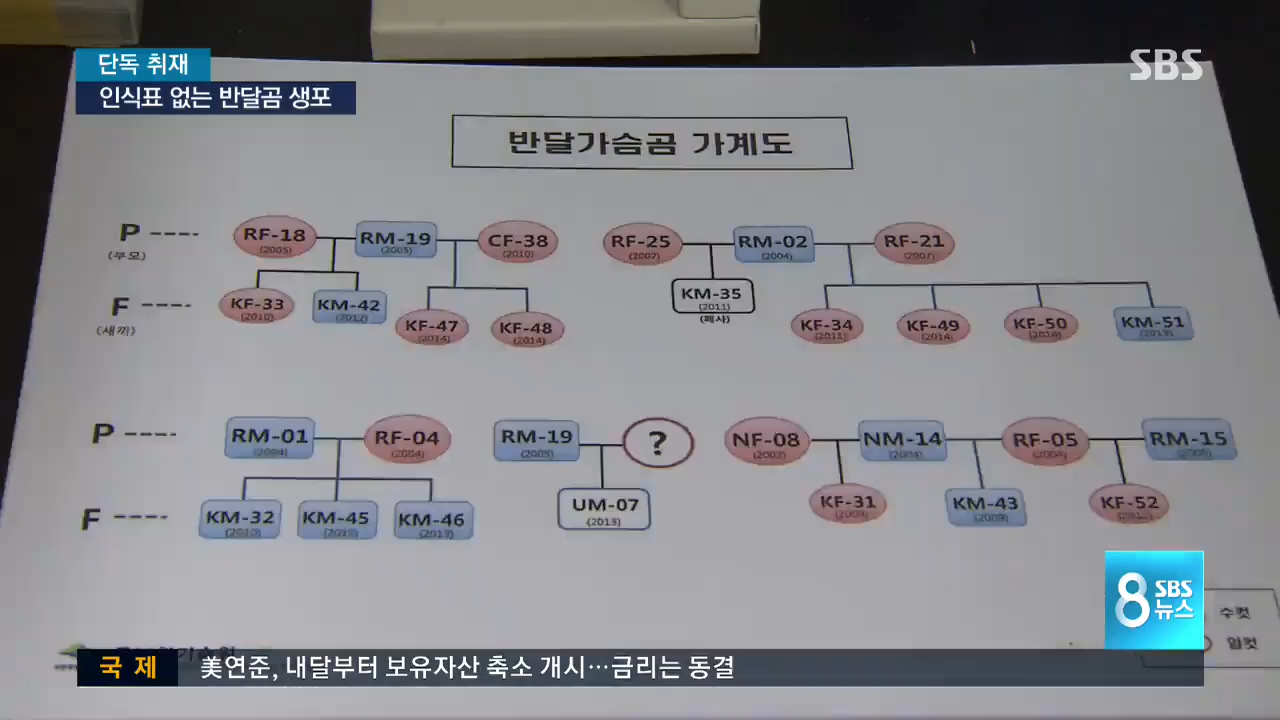 단독 취재
SBS
인식표 없는 반달곰 생포
반달가슴곰 가계도
P ---- RF-18 RM-19 CF-38 RF-25 RM-02 RF-21
(부모) (2005) (2005) (2010) (2007) (2004) (2007)
KM-35
(2011)
(폐사)
F ---- KF-33 KM-42 KF-47 KF-48 KF-34 KF-49 KF-50 KM-51
(새끼) (2010) (2012) (2014) (2014) (2011) (2014)
P ---- RM-01 RF-04 RM-19 ? NF-08 NM-14 RF-05 RM-15
(2004) (2004) (2005) (2004) (2004)
F ---- KM-32 KM-45 KM-46 UM-07 KF-31 KM-43 KF-52
(2013) (2013)
8 SBS
뉴스
수컷
암컷
국 제 美연준, 내달부터 보유자산 축소 개시…금리는 동결